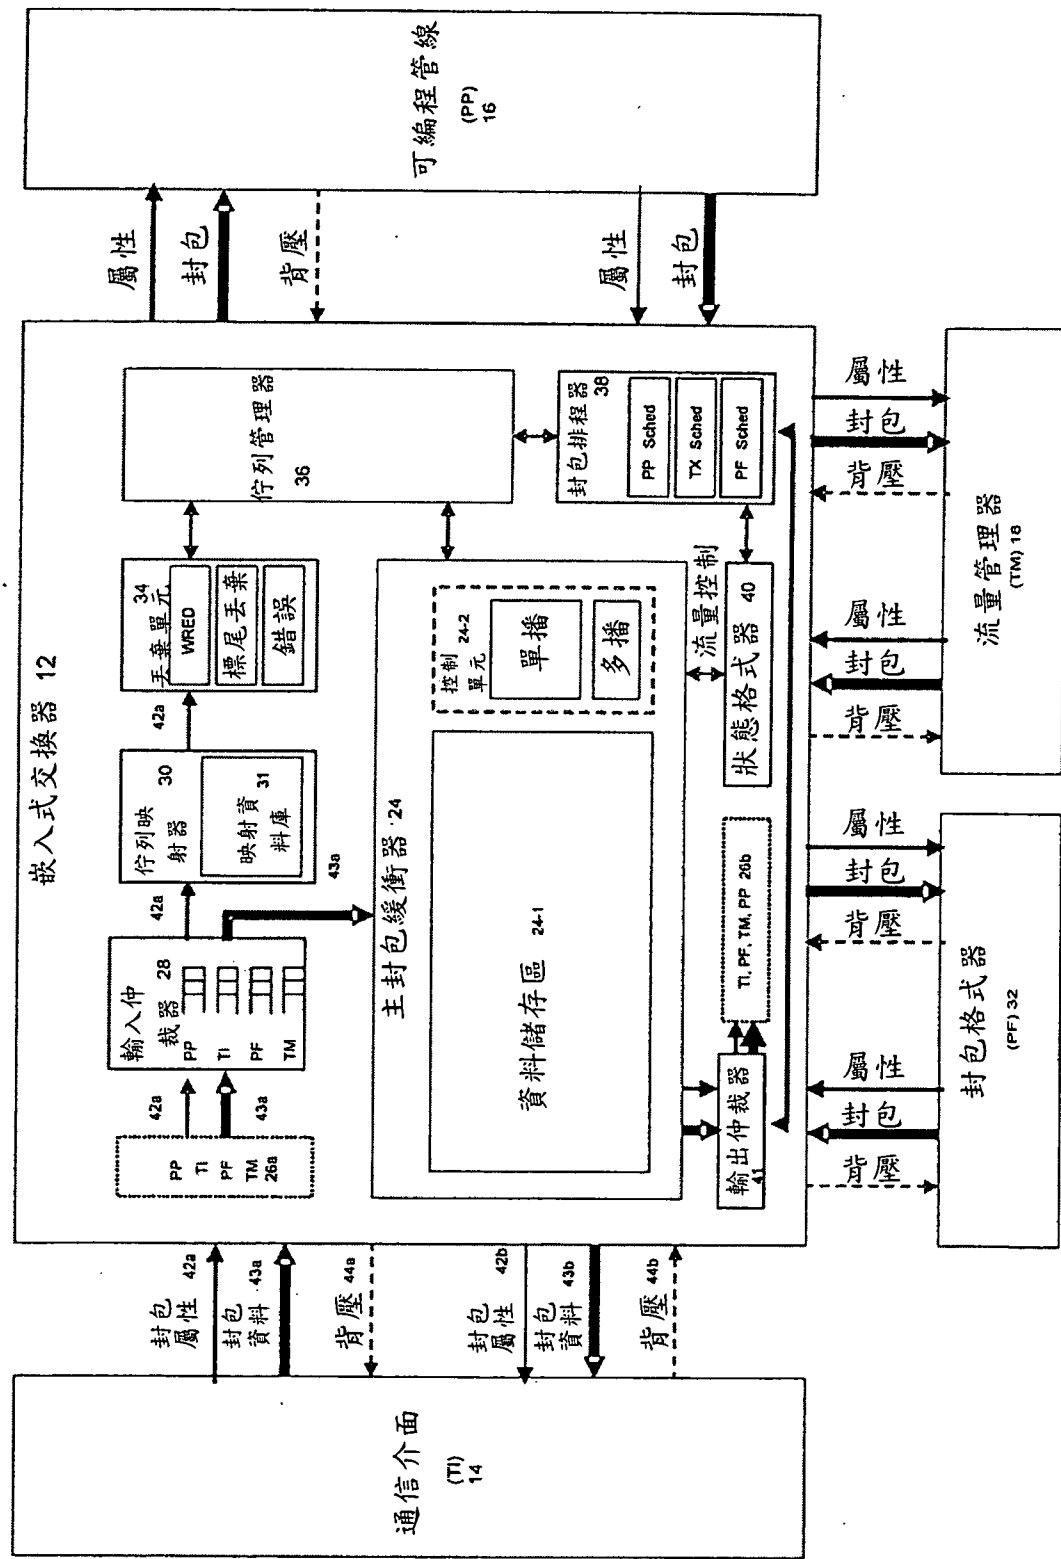 嵌入式交換器 12
通信介面
(TI)
14
封包
屬性
42a
封包
資料
43a
背壓 44a
封包
屬性
42b
封包
資料
43b
背壓 44b
PP
TI
PF
TM
26a
42a
43a
輸入仲
裁器 28
PP
TI
PF
TM
42a
佇列映
射器 30
映射資
料庫 31
43a
42a
丟棄單元 34
WRED
標尾丟棄
錯誤
佇列管理器
36
主封包緩衝器 24
資料儲存區
24-1
控制
單元
24-2
單播
多播
封包排程器
38
PP Sched
TX Sched
PF Sched
流量控制
狀態格式器 40
輸出仲裁器
41
TI, PF, TM, PP 26b
屬性
封包
背壓
屬性
封包
可編程管線
(PP)
16
背壓
封包
屬性
背壓
封包
屬性
封包格式器
(PF) 32
背壓
封包
屬性
背壓
封包
屬性
流量管理器
(TM) 18